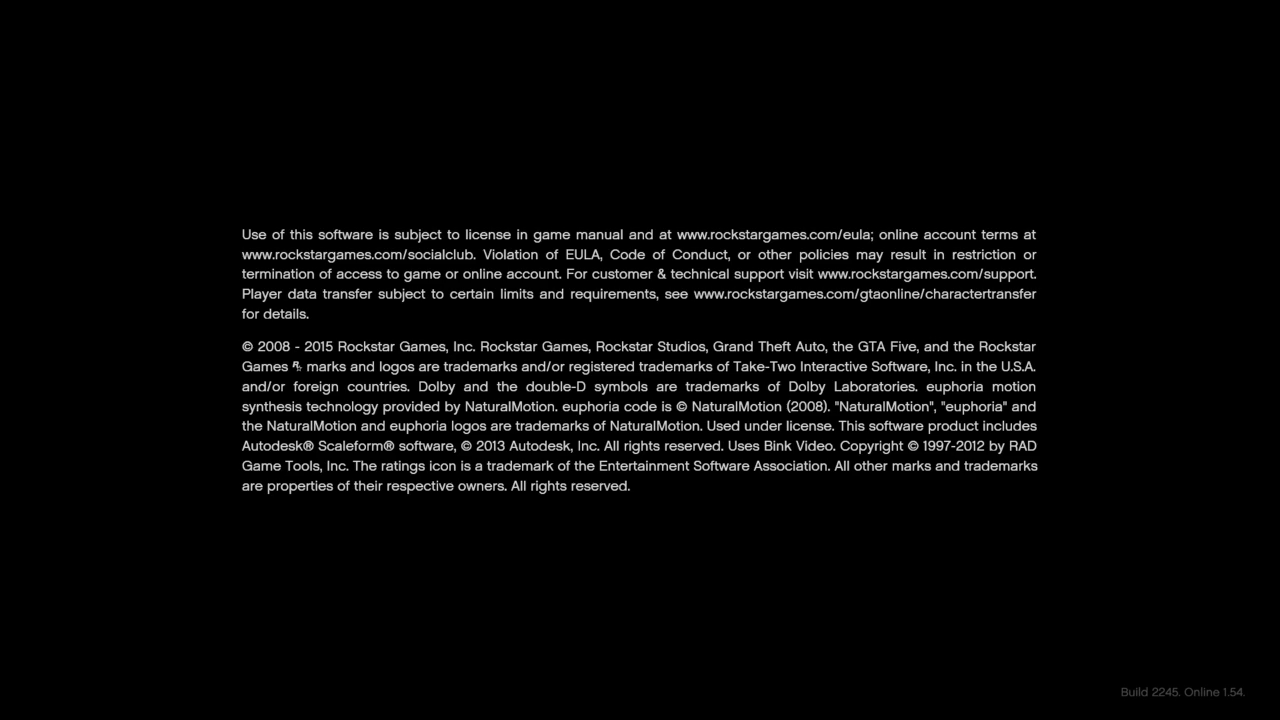 Use of this software is subject to license in game manual and at www.rockstargames.com/eula; online account terms at
www.rockstargames.com/socialclub. Violation of EULA, Code of Conduct, or other policies may result in restriction or
termination of access to game or online account. For customer & technical support visit www.rockstargames.com/support.
Player data transfer subject to certain limits and requirements, see www.rockstargames.com/gtaonline/charactertransfer
for details.
© 2008 - 2015 Rockstar Games, Inc. Rockstar Games, Rockstar Studios, Grand Theft Auto, the GTA Five, and the Rockstar
Games R* marks and logos are trademarks and/or registered trademarks of Take-Two Interactive Software, Inc. in the U.S.A.
and/or foreign countries. Dolby and the double-D symbols are trademarks of Dolby Laboratories. euphoria motion
synthesis technology provided by NaturalMotion. euphoria code is © NaturalMotion (2008). "NaturalMotion", "euphoria" and
the NaturalMotion and euphoria logos are trademarks of NaturalMotion. Used under license. This software product includes
Autodesk® Scaleform® software, © 2013 Autodesk, Inc. All rights reserved. Uses Bink Video. Copyright © 1997-2012 by RAD
Game Tools, Inc. The ratings icon is a trademark of the Entertainment Software Association. All other marks and trademarks
are properties of their respective owners. All rights reserved.
Build 2245. Online 1.54.